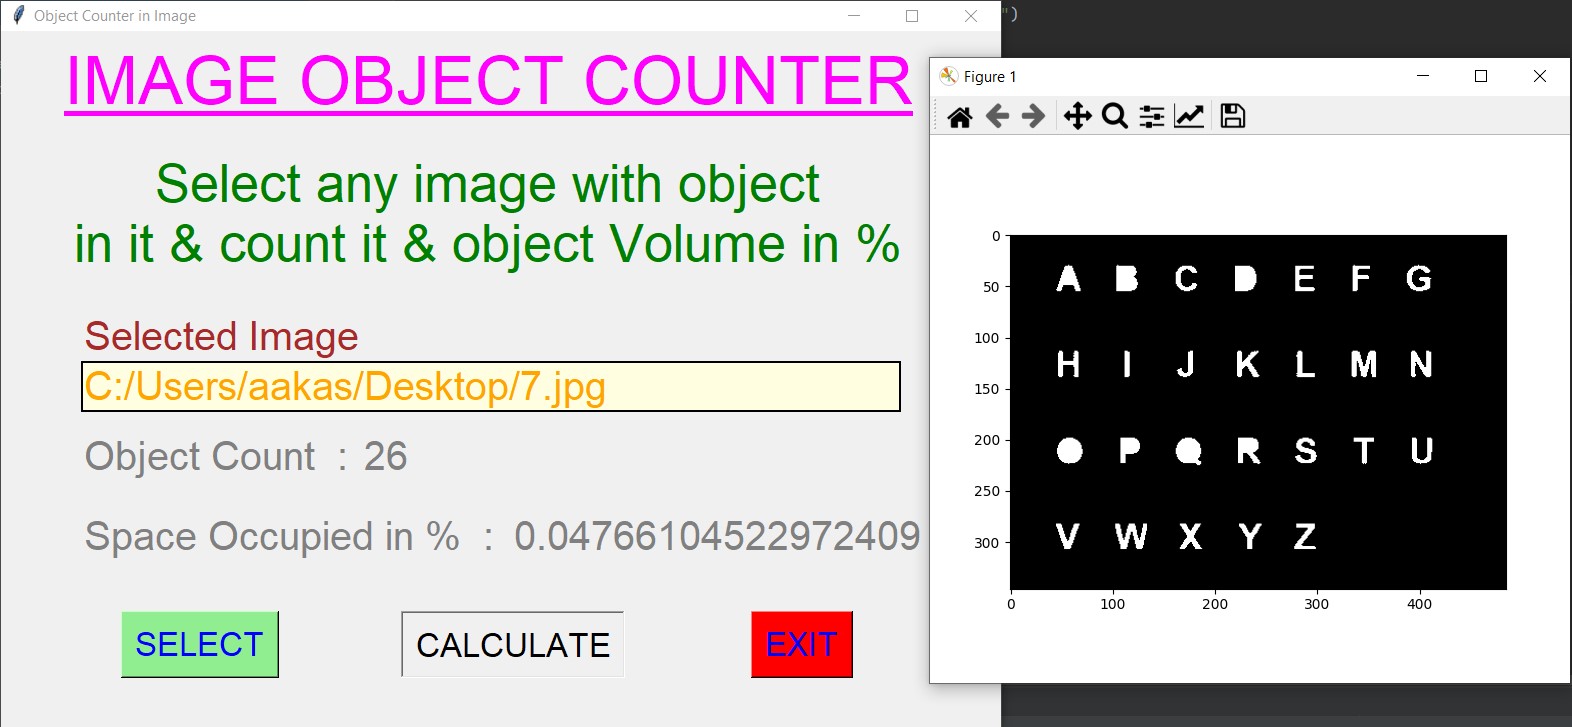 Object Counter in Image
")
IMAGE OBJECT COUNTER
Select any image with object
in it & count it & object Volume in %
Selected Image
C:/Users/aakas/Desktop/7.jpg
Object Count : 26
Space Occupied in % : 0.04766104522972409
SELECT
CALCULATE
EXIT
Figure 1
0
50
100
150
200
250
300
A B C D E F G
H I J K L M N
O P Q R S T U
V W X Y Z
0 100 200 300 400